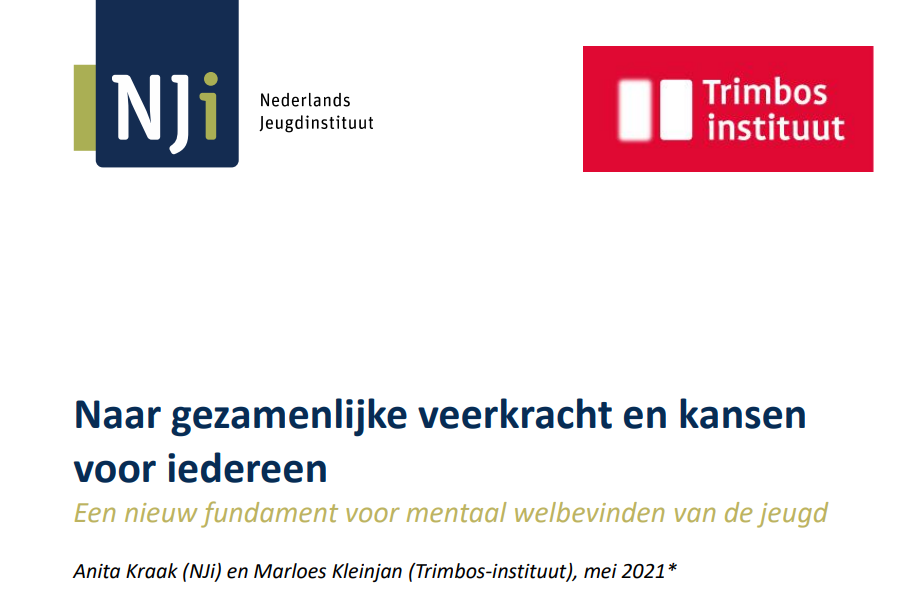 NJi
Nederlands
Jeugdinstituut
Trimbos
instituut
Naar gezamenlijke veerkracht en kansen
voor iedereen
Een nieuw fundament voor mentaal welbevinden van de jeugd
Anita Kraak (NJi) en Marloes Kleinjan (Trimbos-instituut), mei 2021*